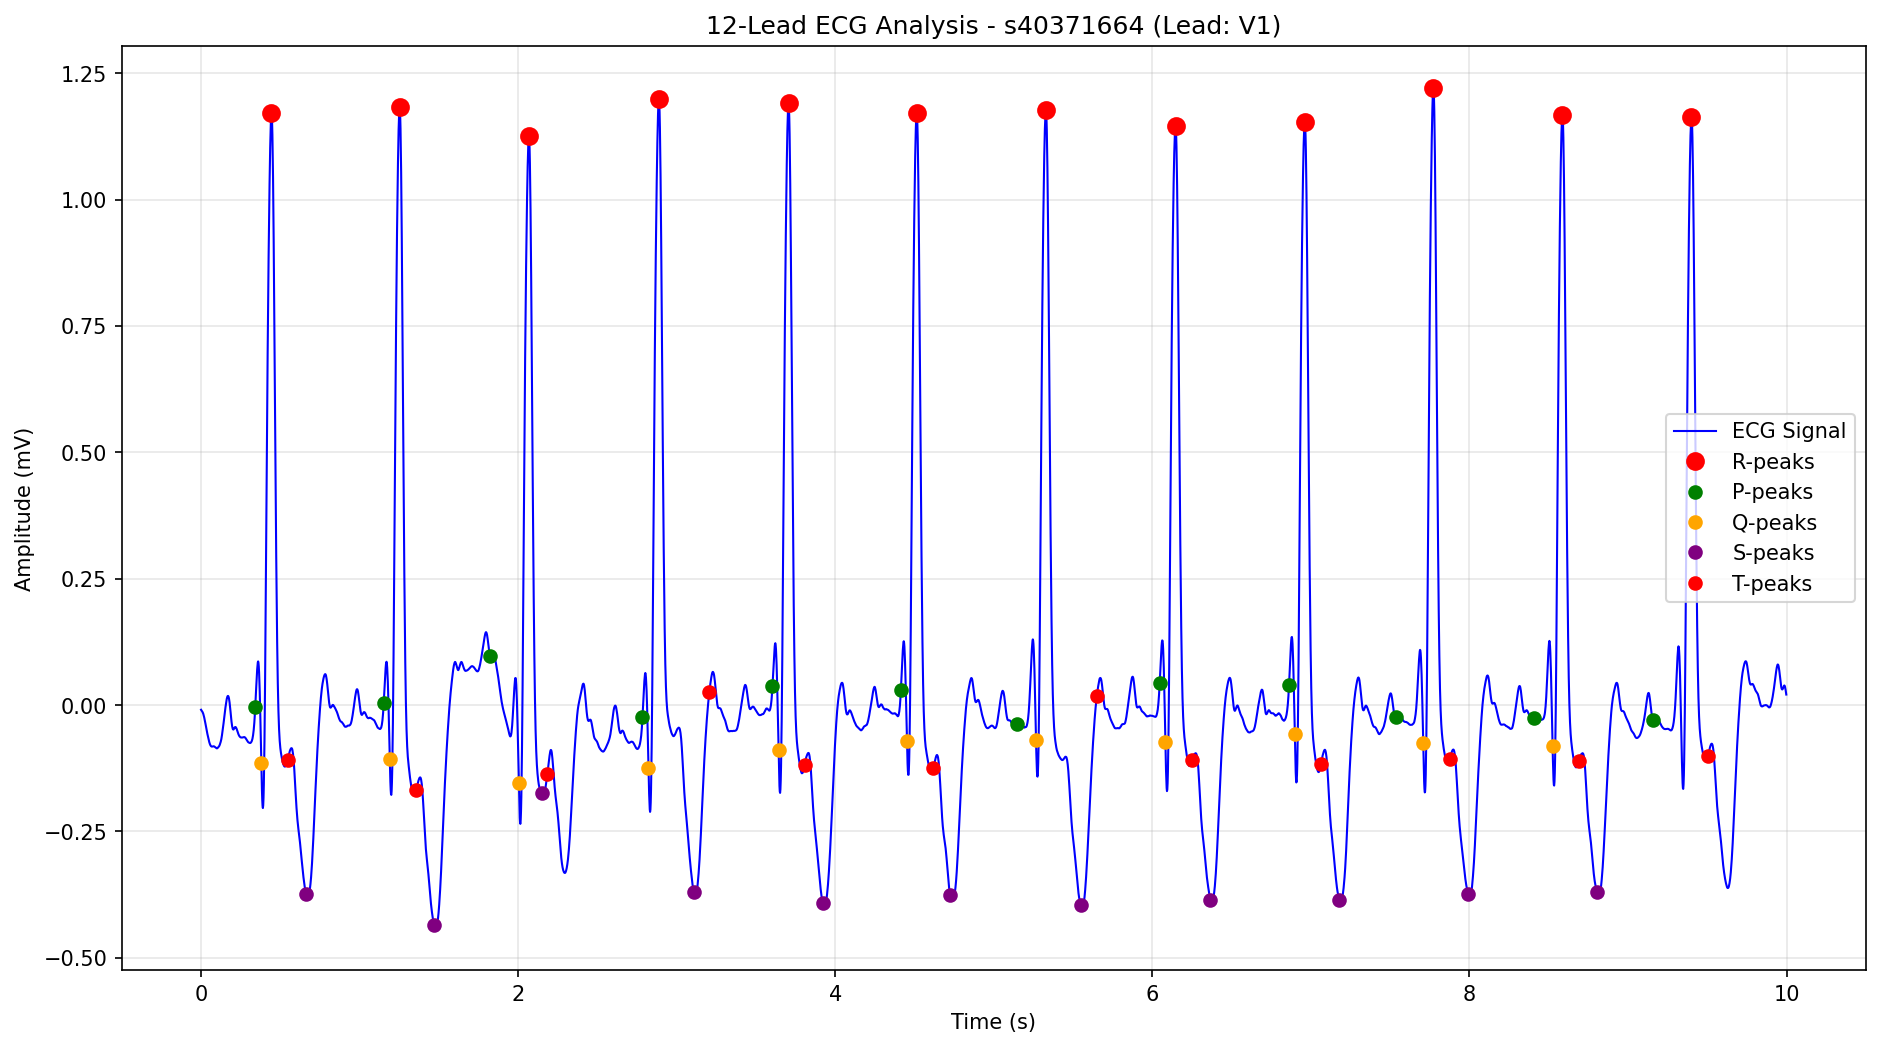 12-Lead ECG Analysis - s40371664 (Lead: V1)
Amplitude (mV)
1.25
1.00
0.75
0.50
0.25
0.00
−0.25
−0.50
ECG Signal
R-peaks
P-peaks
Q-peaks
S-peaks
T-peaks
0 2 4 6 8 10
Time (s)